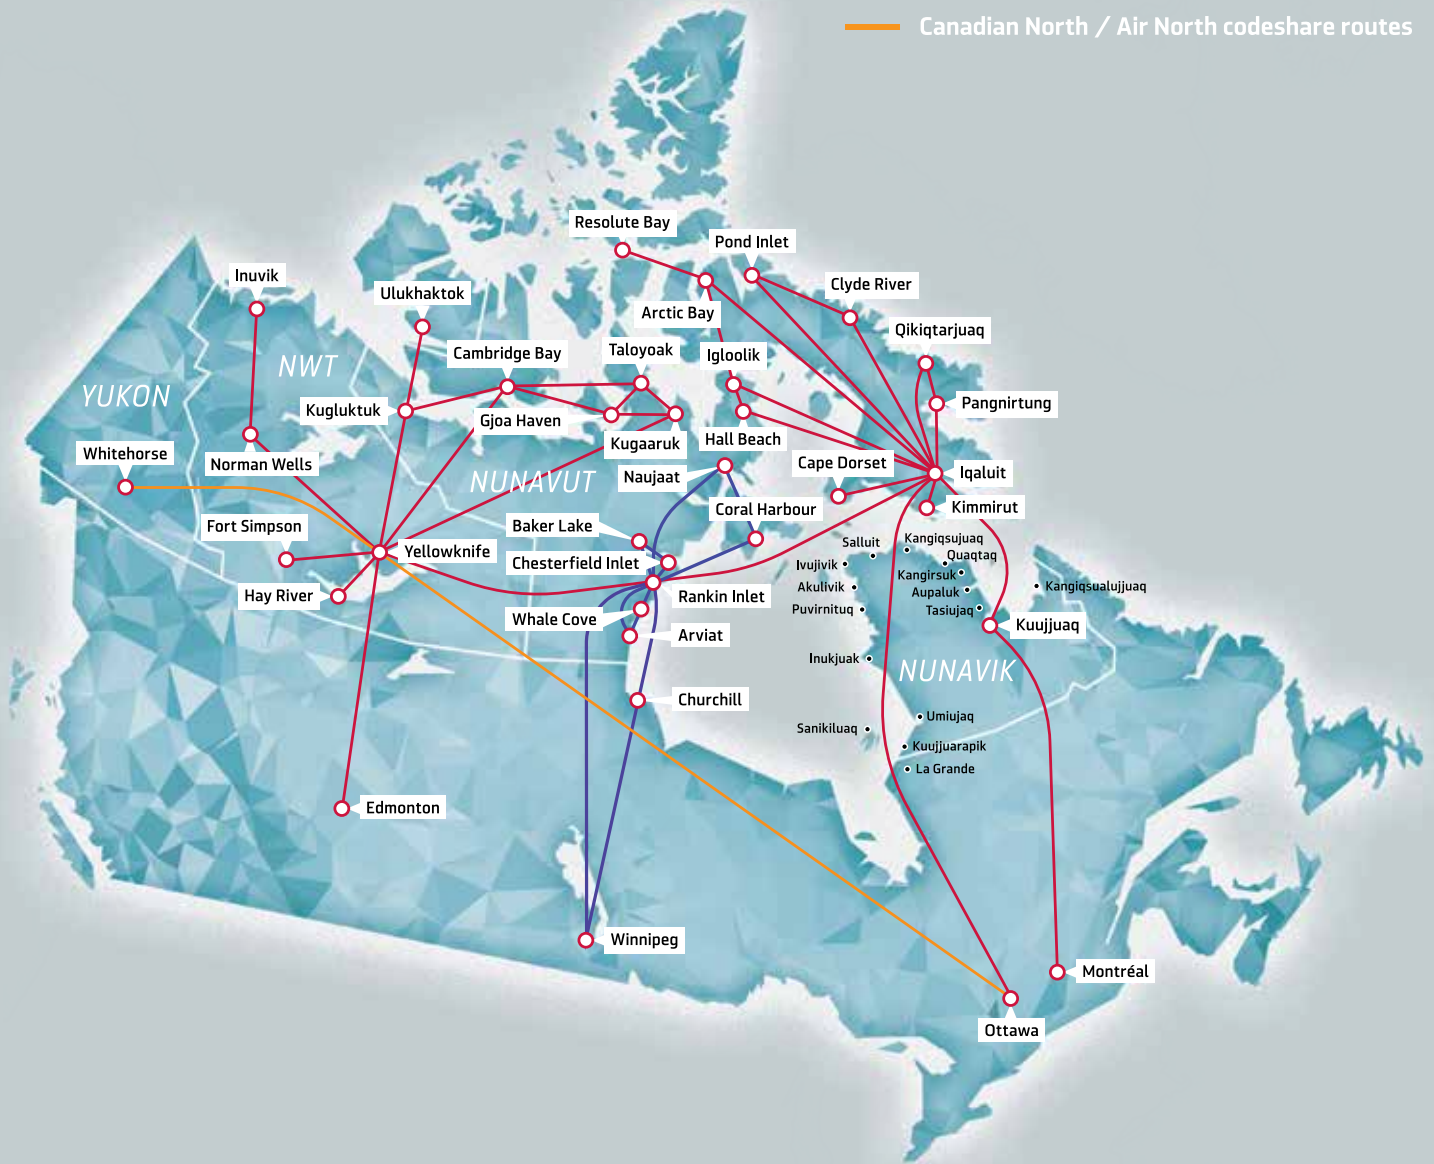 Canadian North / Air North codeshare routes
Resolute Bay
Pond Inlet
Inuvik
Clyde River
Ulukhaktok
Arctic Bay
Qikiqtarjuaq
NWT
Cambridge Bay
Taloyoak
Igloolik
YUKON
Kugluktuk
Pangnirtung
Gjoa Haven
Kugaaruk
Hall Beach
Whitehorse
Norman Wells
Cape Dorset
Iqaluit
NUNAVUT
Naujaat
Kimmirut
Coral Harbour
Fort Simpson
Baker Lake
Yellowknife
Chesterfield Inlet
Salluit
Kangiqsujuaq
Quaqtaq
Ivujivik
Kangirsuk
Akulivik
Aupaluk
Kangiqsualujjuaq
Hay River
Rankin Inlet
Puvirnituq
Tasiujaq
Whale Cove
Kuujjuaq
Arviat
Inukjuak
NUNAVIK
Churchill
Umiujaq
Sanikiluaq
Kuujjuarapik
La Grande
Edmonton
Winnipeg
Montréal
Ottawa